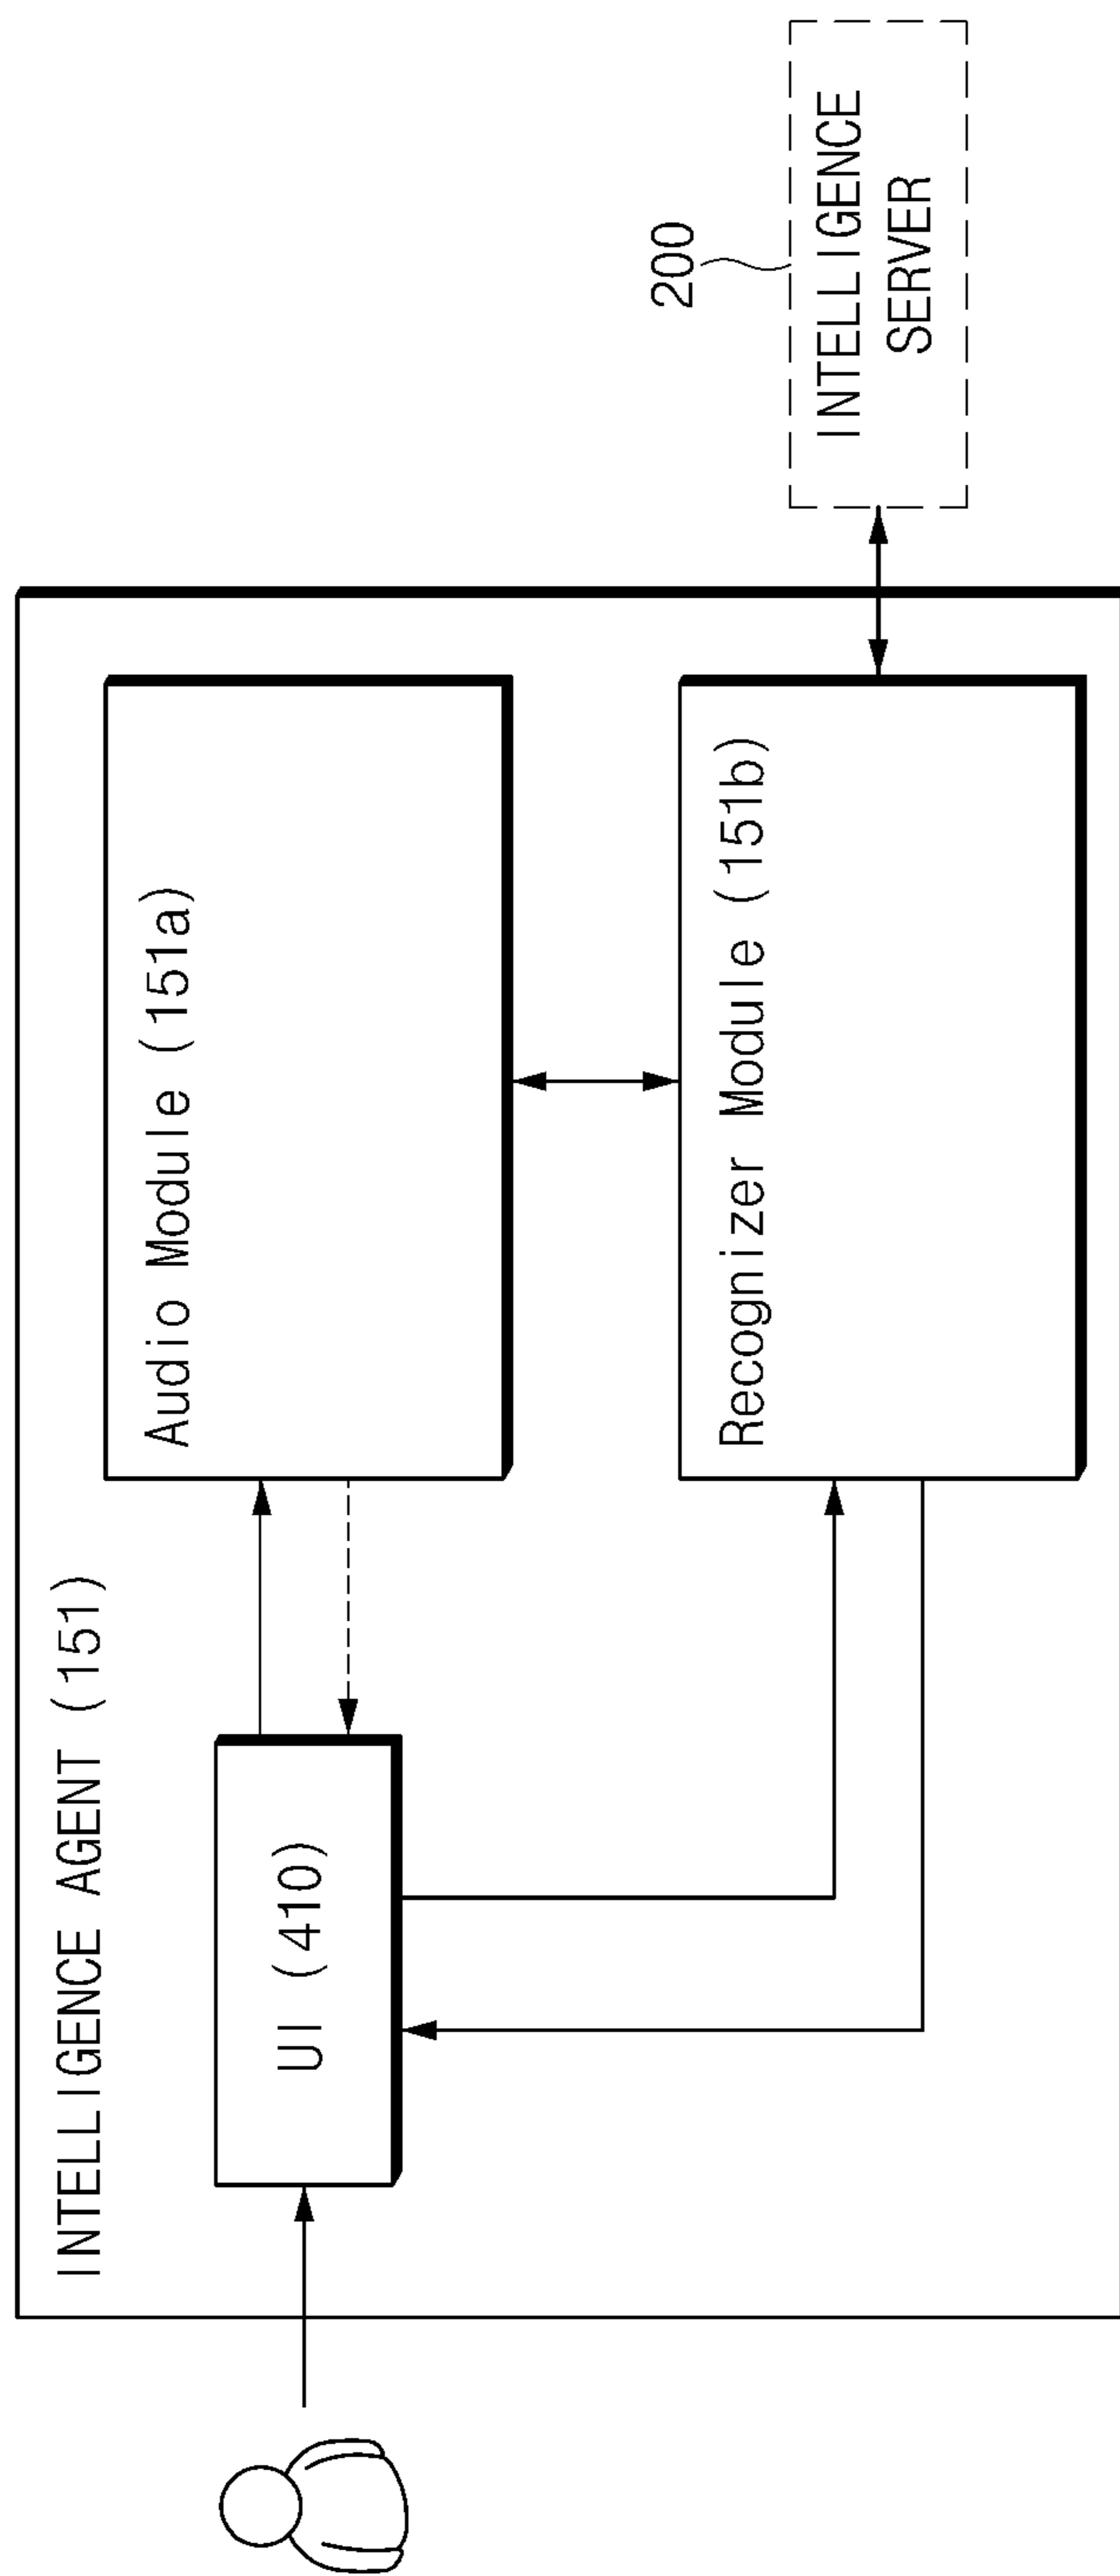 INTELLIGENCE AGENT (151)
UI (410)
Audio Module (151a)
Recognizer Module (151b)
200
INTELLIGENCE
SERVER